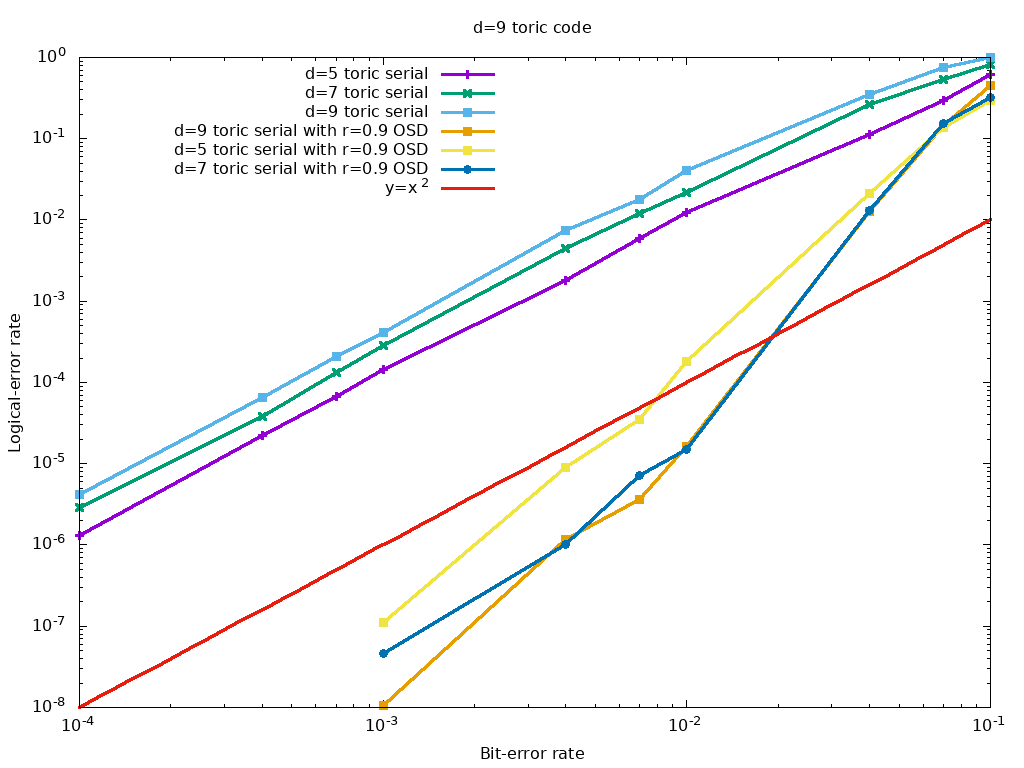 d=9 toric code
10^0
10^-1
10^-2
10^-3
10^-4
10^-5
10^-6
10^-7
10^-8
Logical-error rate
d=5 toric serial
d=7 toric serial
d=9 toric serial
d=9 toric serial with r=0.9 OSD
d=5 toric serial with r=0.9 OSD
d=7 toric serial with r=0.9 OSD
y=x^2
10^-4 10^-3 10^-2 10^-1
Bit-error rate